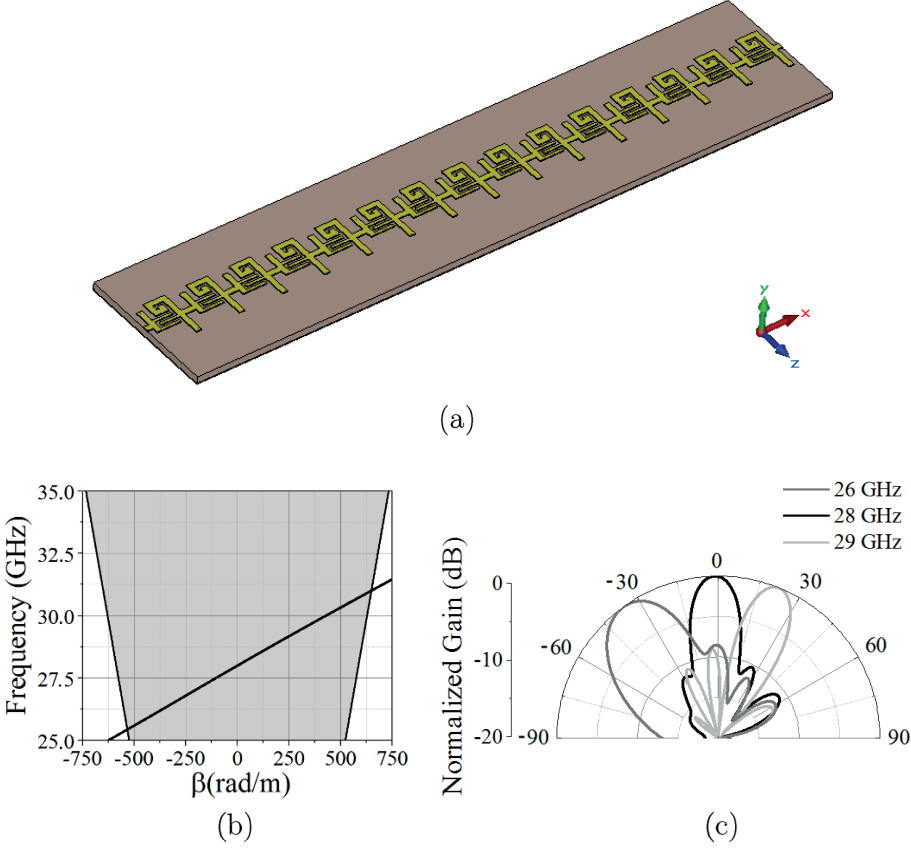 y
x
z
(a)
Frequency (GHz)
35.0
32.5
30.0
27.5
25.0
-750 -500 -250 0 250 500 750
β(rad/m)
(b)
26 GHz
28 GHz
29 GHz
Normalized Gain (dB)
0
-10
-20
-90
-60
-30
0
30
60
90
(c)